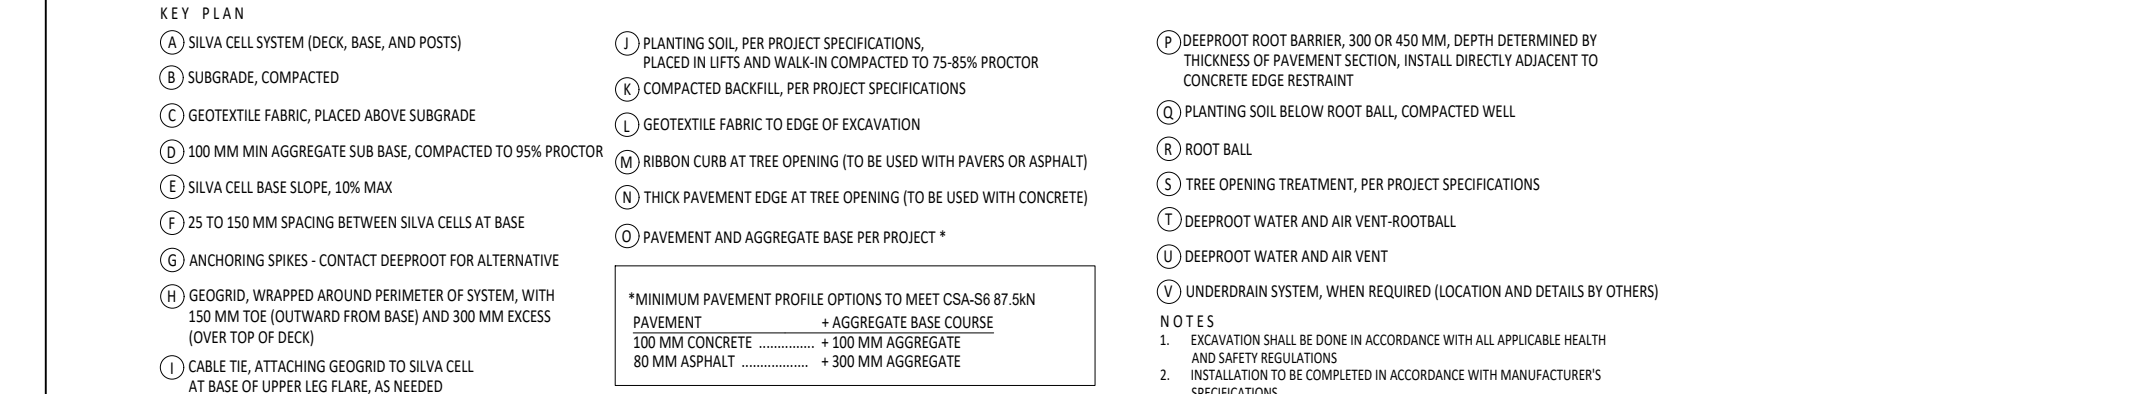 KEY PLAN
A SILVA CELL SYSTEM (DECK, BASE, AND POSTS)
B SUBGRADE, COMPACTED
C GEOTEXTILE FABRIC, PLACED ABOVE SUBGRADE
D 100 MM MIN AGGREGATE SUB BASE, COMPACTED TO 95% PROCTOR
E SILVA CELL BASE SLOPE, 10% MAX
F 25 TO 150 MM SPACING BETWEEN SILVA CELLS AT BASE
G ANCHORING SPIKES - CONTACT DEEPROOT FOR ALTERNATIVE
H GEOGRID, WRAPPED AROUND PERIMETER OF SYSTEM, WITH
150 MM TOE (OUTWARD FROM BASE) AND 300 MM EXCESS
(OVER TOP OF DECK)
I CABLE TIE, ATTACHING GEOGRID TO SILVA CELL
AT BASE OF UPPER LEG FLARE, AS NEEDED
J PLANTING SOIL, PER PROJECT SPECIFICATIONS,
PLACED IN LIFTS AND WALK-IN COMPACTED TO 75-85% PROCTOR
K COMPACTED BACKFILL, PER PROJECT SPECIFICATIONS
L GEOTEXTILE FABRIC TO EDGE OF EXCAVATION
M RIBBON CURB AT TREE OPENING (TO BE USED WITH PAVERS OR ASPHALT)
N THICK PAVEMENT EDGE AT TREE OPENING (TO BE USED WITH CONCRETE)
O PAVEMENT AND AGGREGATE BASE PER PROJECT *
*MINIMUM PAVEMENT PROFILE OPTIONS TO MEET CSA-S6 87.5kN
PAVEMENT + AGGREGATE BASE COURSE
100 MM CONCRETE ............... + 100 MM AGGREGATE
80 MM ASPHALT .................. + 300 MM AGGREGATE
P DEEPROOT ROOT BARRIER, 300 OR 450 MM, DEPTH DETERMINED BY
THICKNESS OF PAVEMENT SECTION, INSTALL DIRECTLY ADJACENT TO
CONCRETE EDGE RESTRAINT
Q PLANTING SOIL BELOW ROOT BALL, COMPACTED WELL
R ROOT BALL
S TREE OPENING TREATMENT, PER PROJECT SPECIFICATIONS
T DEEPROOT WATER AND AIR VENT-ROOTBALL
U DEEPROOT WATER AND AIR VENT
V UNDERDRAIN SYSTEM, WHEN REQUIRED (LOCATION AND DETAILS BY OTHERS)
NOTES
1. EXCAVATION SHALL BE DONE IN ACCORDANCE WITH ALL APPLICABLE HEALTH
AND SAFETY REGULATIONS
2. INSTALLATION TO BE COMPLETED IN ACCORDANCE WITH MANUFACTURER'S
SPECIFICATIONS